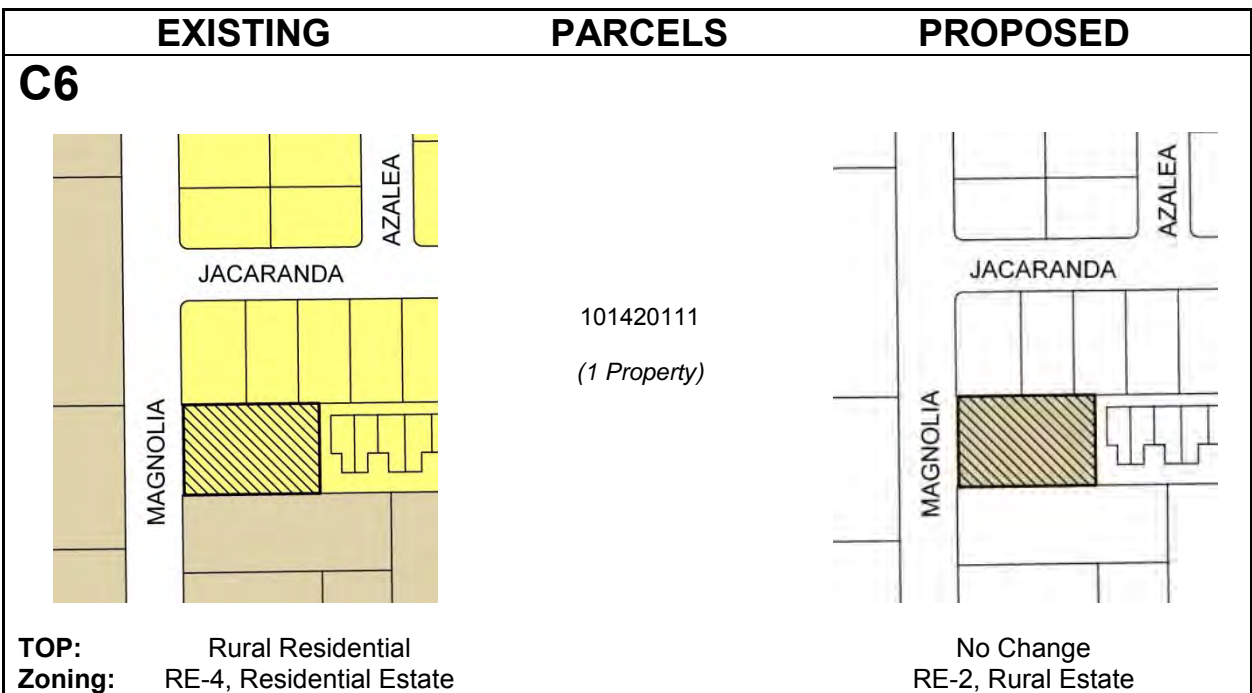 EXISTING PARCELS PROPOSED
C6
AZALEA
JACARANDA
MAGNOLIA
101420111
(1 Property)
AZALEA
JACARANDA
MAGNOLIA
TOP: Rural Residential No Change
Zoning: RE-4, Residential Estate RE-2, Rural Estate